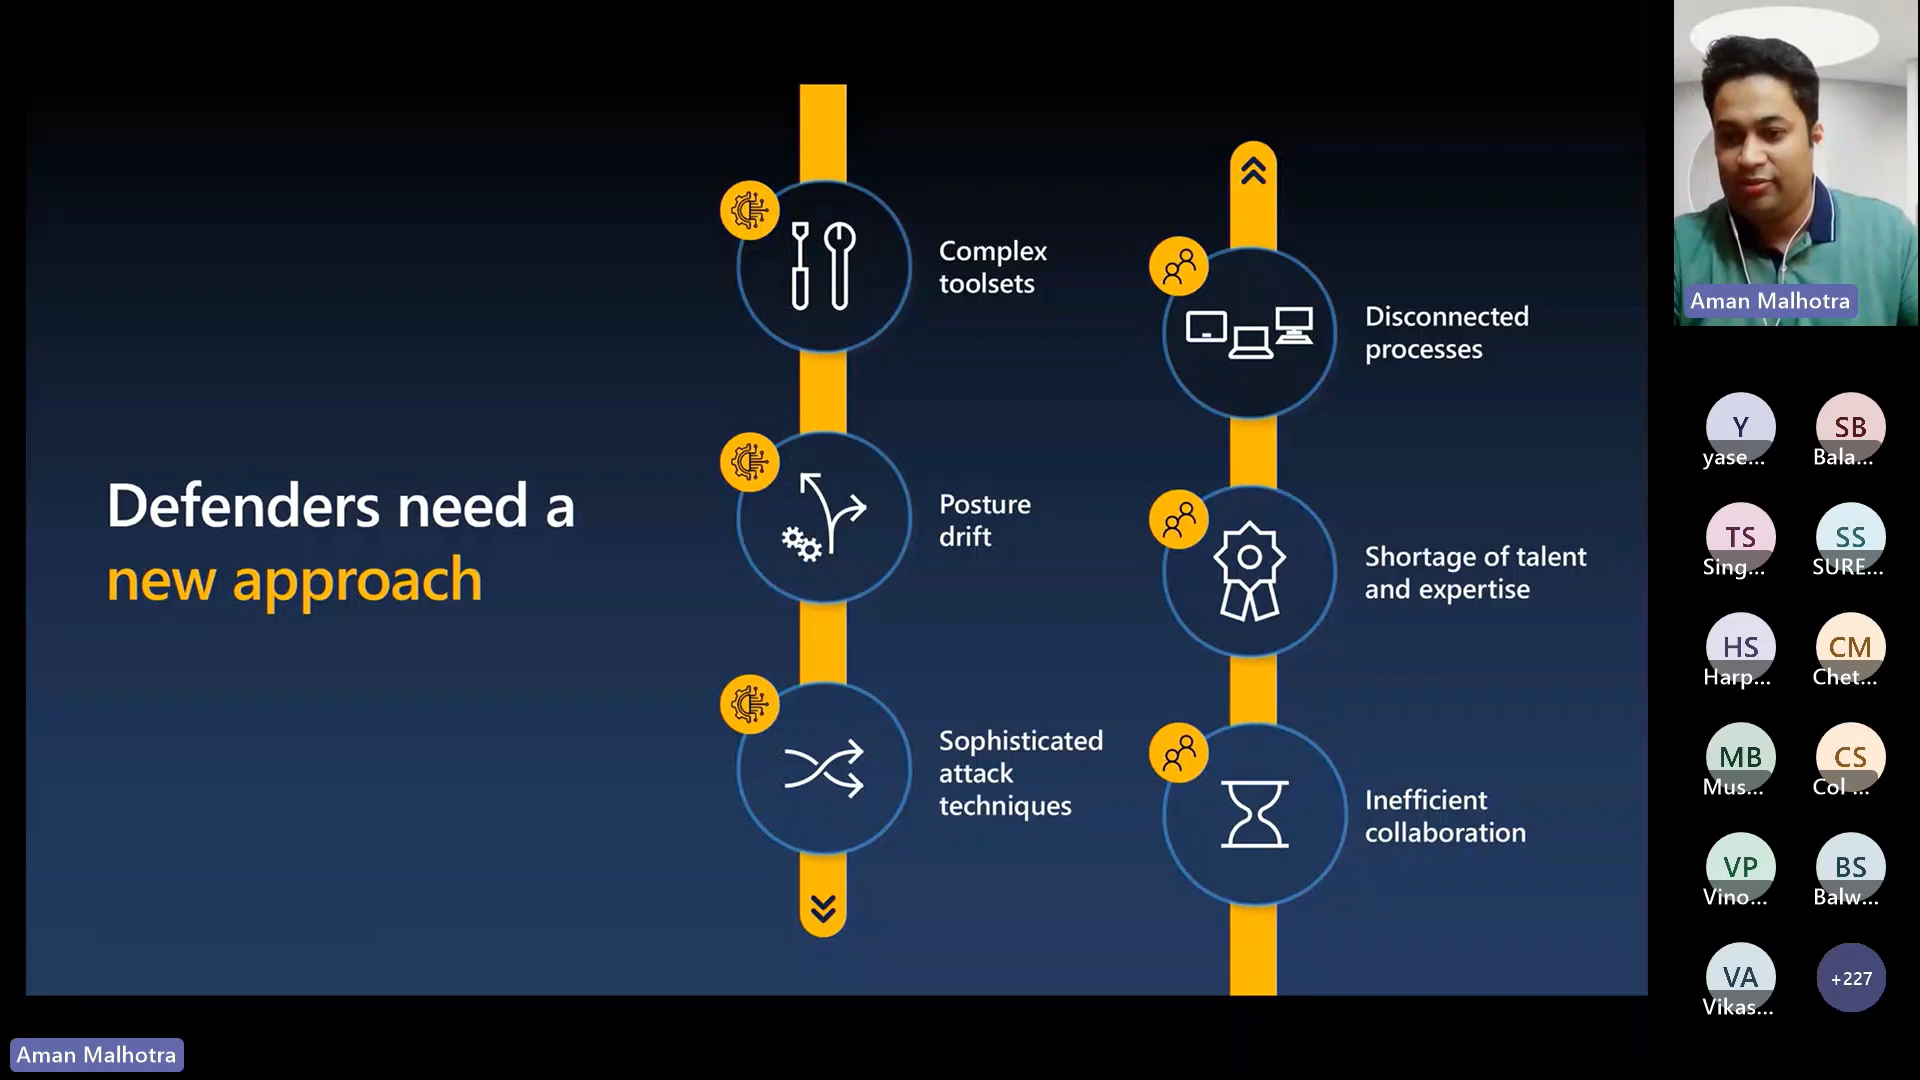 Defenders need a
new approach
Complex
toolsets
Posture
drift
Sophisticated
attack
techniques
Disconnected
processes
Shortage of talent
and expertise
Inefficient
collaboration
Aman Malhotra
Y
yase...
SB
Bala...
TS
Sing...
SS
SURE...
HS
Harp...
CM
Chet...
MB
Mus...
CS
Col ...
VP
Vino...
BS
Balw...
VA
Vikas...
+227
Aman Malhotra